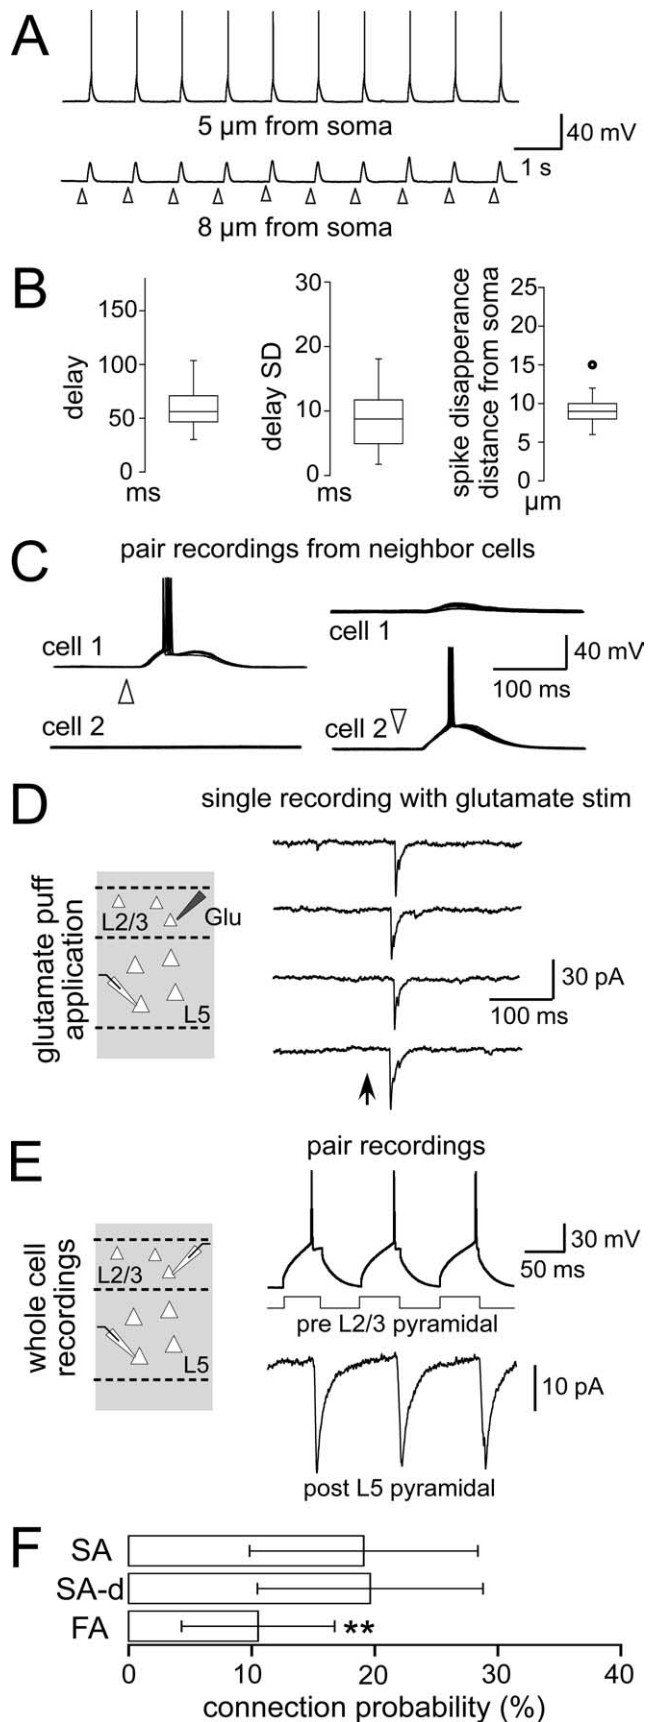 A
5 µm from soma
40 mV
1 s
8 µm from soma
B
delay
150
100
50
0
ms
delay SD
30
20
10
0
ms
spike disapperance
distance from soma
25
20
15
10
5
0
µm
C
pair recordings from neighbor cells
cell 1
cell 2
cell 1
cell 2
40 mV
100 ms
D
single recording with glutamate stim
glutamate puff
application
L2/3
Glu
L5
30 pA
100 ms
E
pair recordings
whole cell
recordings
L2/3
L5
30 mV
50 ms
pre L2/3 pyramidal
10 pA
post L5 pyramidal
F
SA
SA-d
FA
**
0
10
20
30
40
connection probability (%)